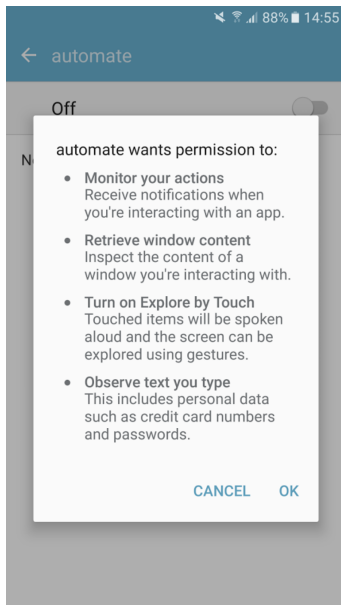 88% 14:55
automate
Off
automate wants permission to:
Monitor your actions
Receive notifications when
you're interacting with an app.
Retrieve window content
Inspect the content of a
window you're interacting with.
Turn on Explore by Touch
Touched items will be spoken
aloud and the screen can be
explored using gestures.
Observe text you type
This includes personal data
such as credit card numbers
and passwords.
CANCEL OK